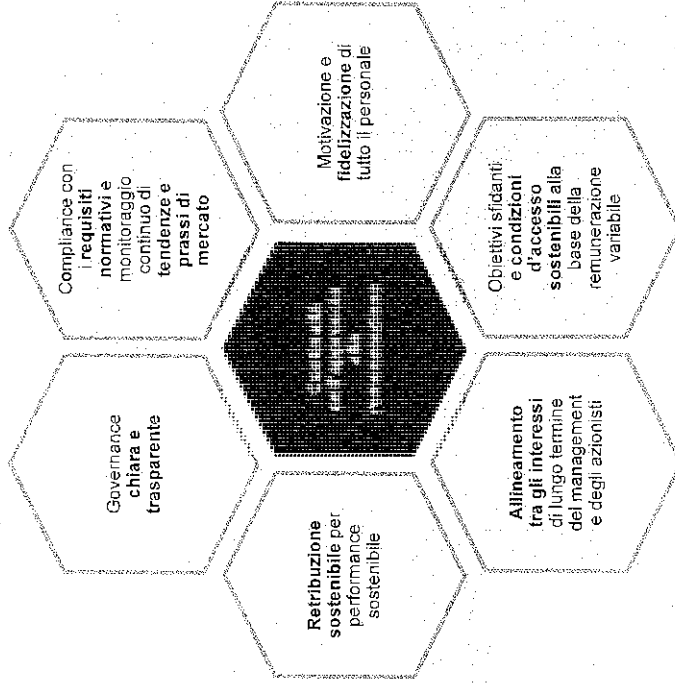 Governance
chiara e
trasparente
Compliance con
i requisiti
normativi e
monitoraggio
continuo di
tendenze e
prassi di
mercato
Retribuzione
sostenibile per
performance
sostenibile
Motivazione e
fidelizzazione di
tutto il personale
Allineamento
tra gli interessi
di lungo termine
del management
e degli azionisti
Obiettivi sfidanti
e condizioni
d'accesso
sostenibili alla
base della
remunerazione
variabile